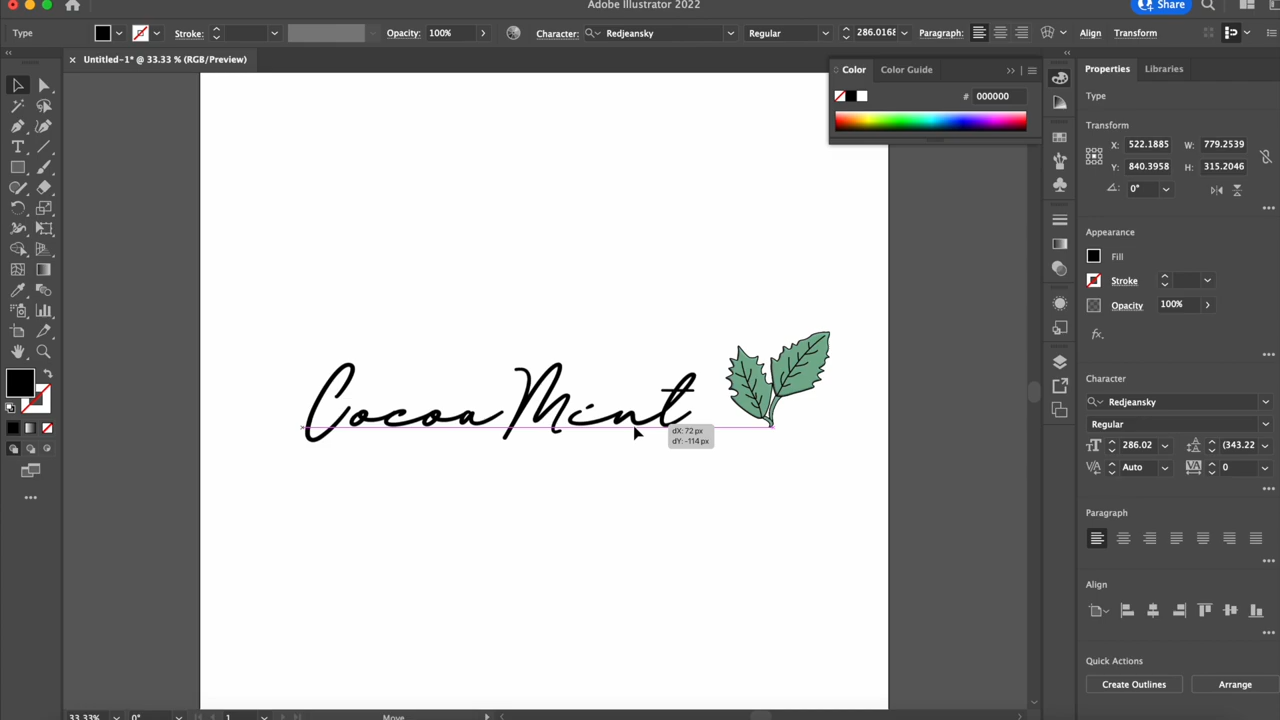 Adobe Illustrator 2022
Share
Type
Stroke:
Opacity: 100%
Character: Redjeansky
Regular
286.0168
Paragraph:
Align
Transform
× Untitled-1* @ 33.33 % (RGB/Preview)
Color
Color Guide
# 000000
Properties
Libraries
Type
Transform
X: 522.1885 W: 779.2539
Y: 840.3958 H: 315.2046
0°
Appearance
Fill
Stroke
Opacity 100%
fx.
Character
Redjeansky
Regular
286.02 (343.22
Auto 0
Paragraph
Align
Quick Actions
Create Outlines
Arrange
Cocoa Mint
dX: 72 px
dY: -114 px
33.33%
0°
1
Move